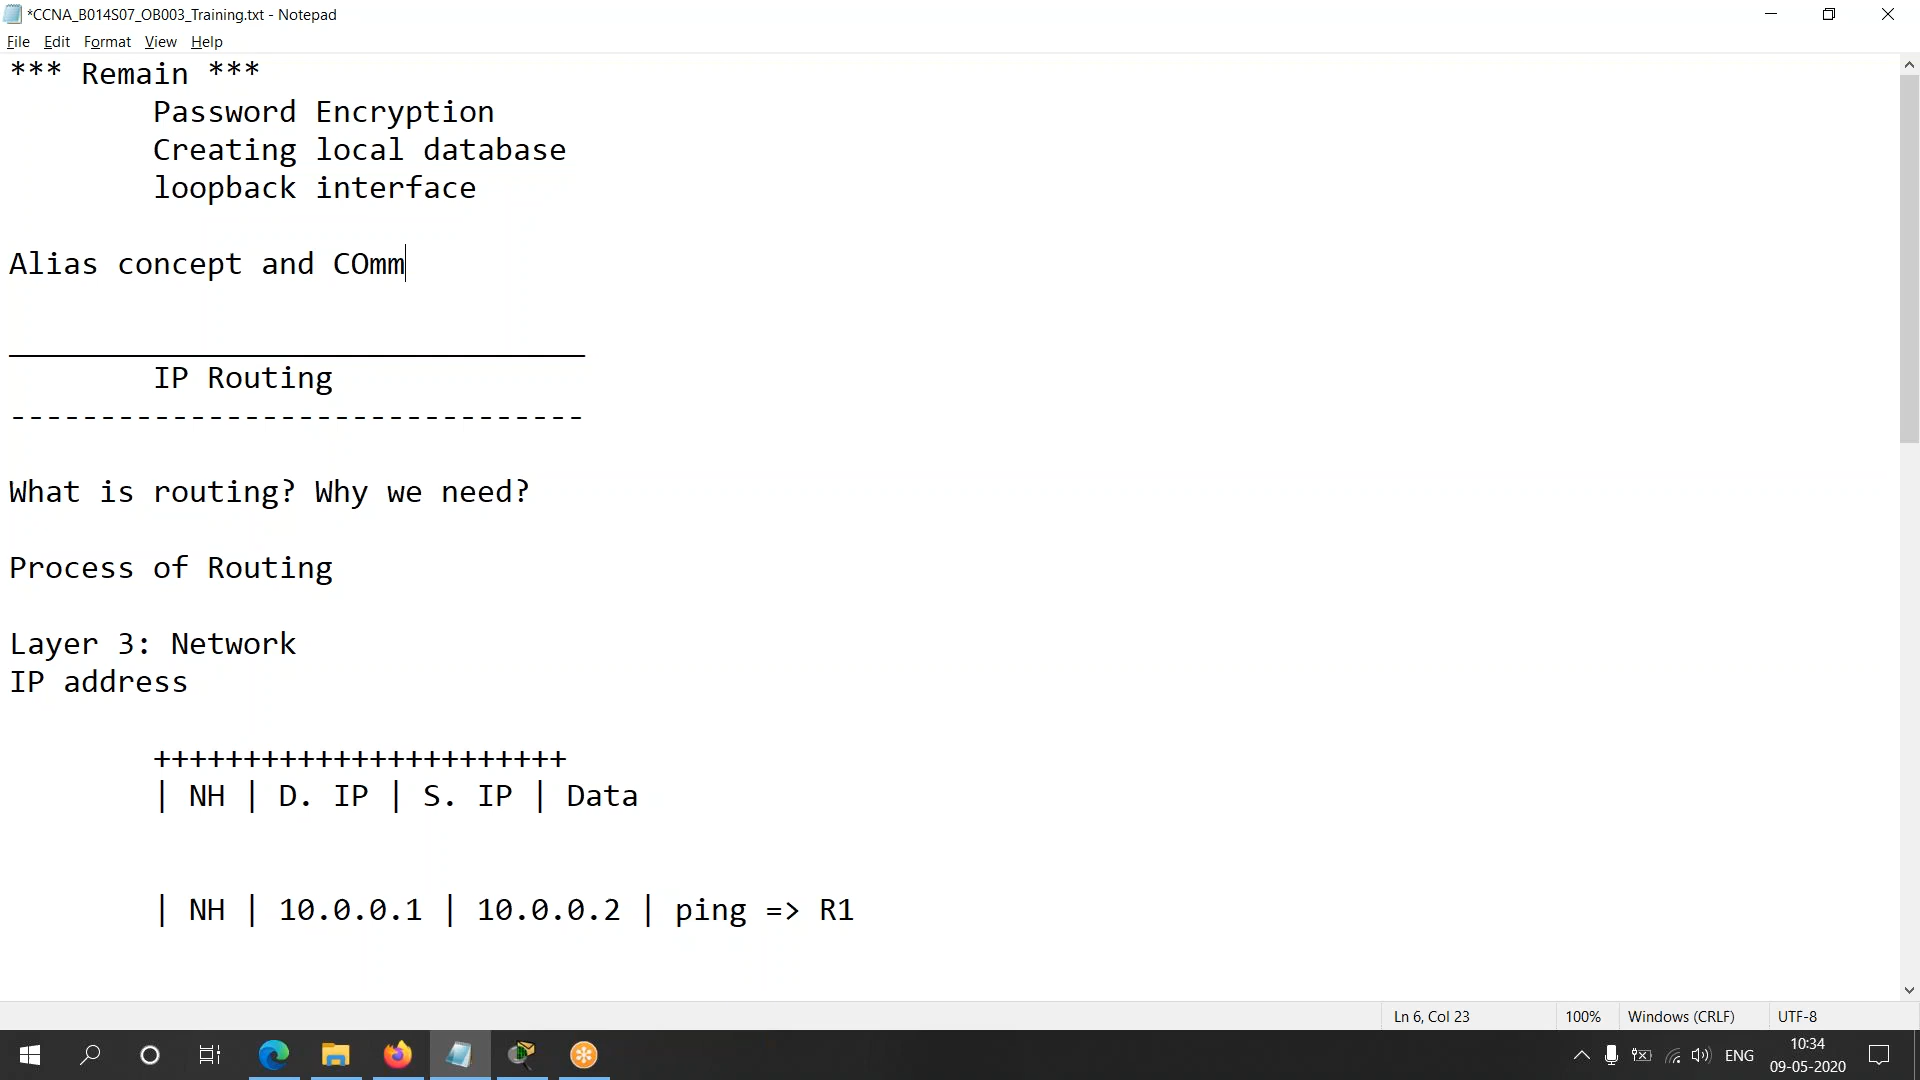 *CCNA_B014S07_OB003_Training.txt - Notepad
File Edit Format View Help
*** Remain ***
Password Encryption
Creating local database
loopback interface
Alias concept and COmm
________________________________
IP Routing
--------------------------------
What is routing? Why we need?
Process of Routing
Layer 3: Network
IP address
+++++++++++++++++++++++
| NH | D. IP | S. IP | Data
| NH | 10.0.0.1 | 10.0.0.2 | ping => R1
Ln 6, Col 23 100% Windows (CRLF) UTF-8
ENG
10:34
09-05-2020